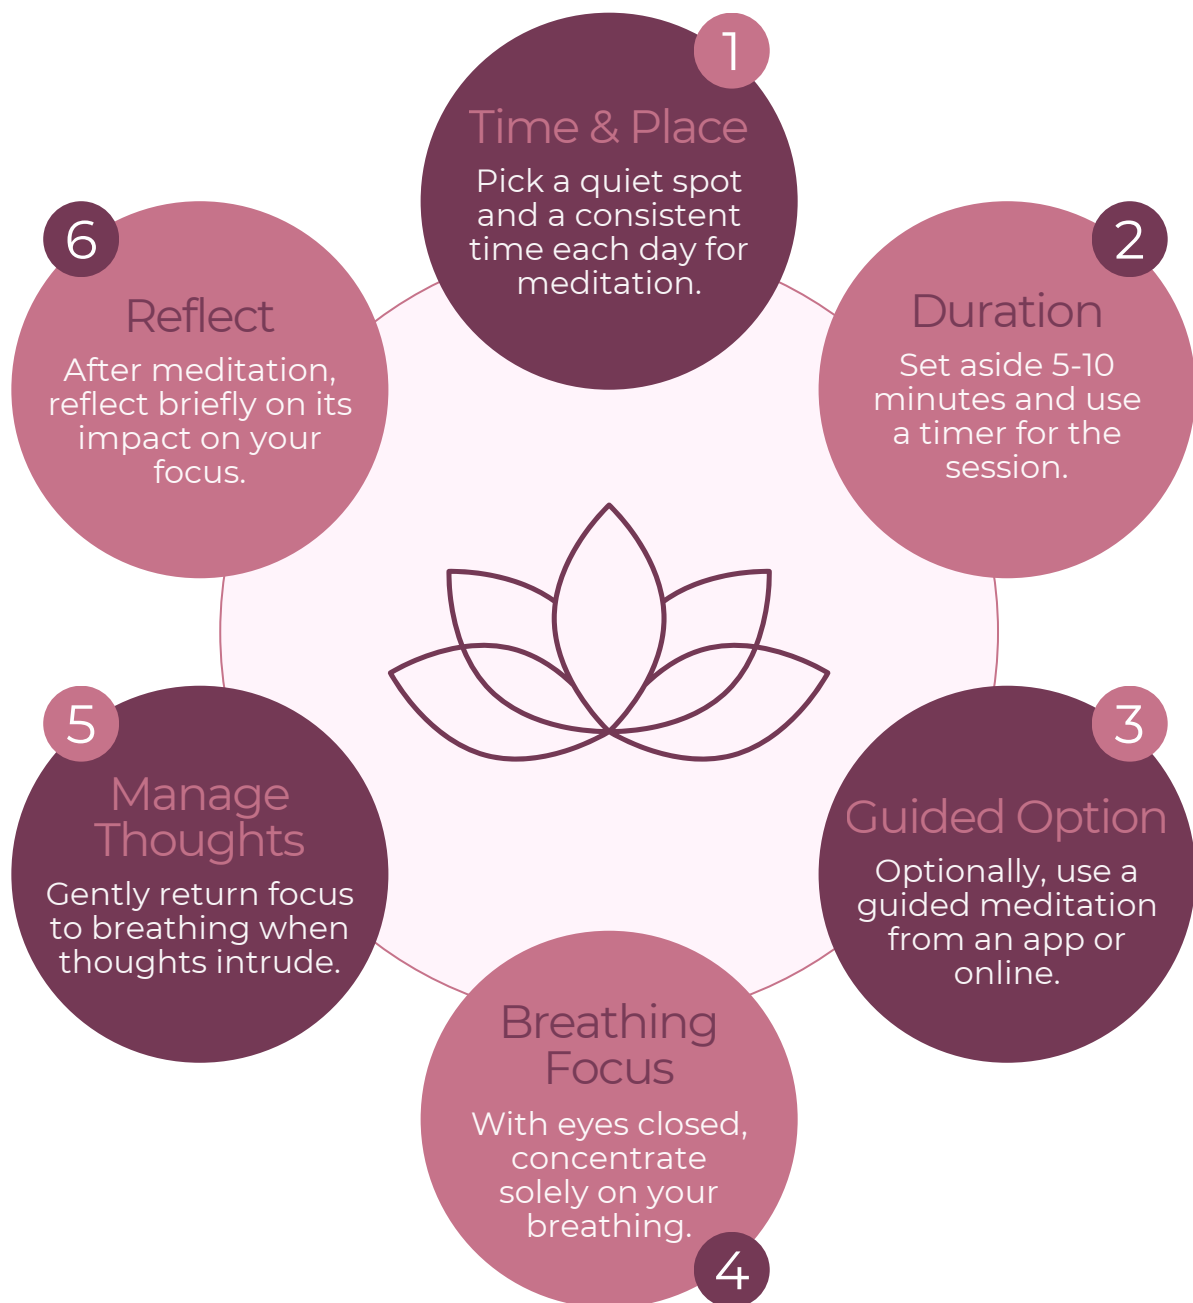 1
Time & Place
Pick a quiet spot
and a consistent
time each day for
meditation.
2
Duration
Set aside 5-10
minutes and use
a timer for the
session.
3
Guided Option
Optionally, use a
guided meditation
from an app or
online.
Breathing
Focus
With eyes closed,
concentrate
solely on your
breathing.
4
5
Manage
Thoughts
Gently return focus
to breathing when
thoughts intrude.
6
Reflect
After meditation,
reflect briefly on its
impact on your
focus.